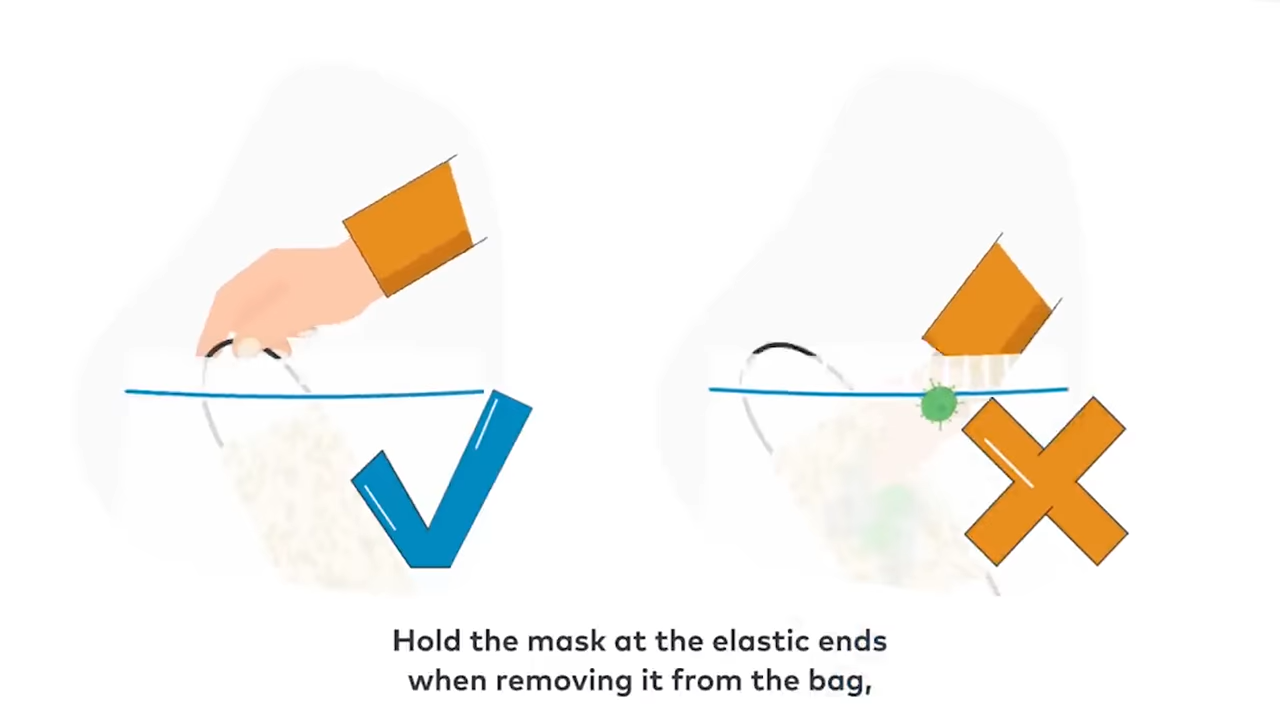 Hold the mask at the elastic ends
when removing it from the bag,